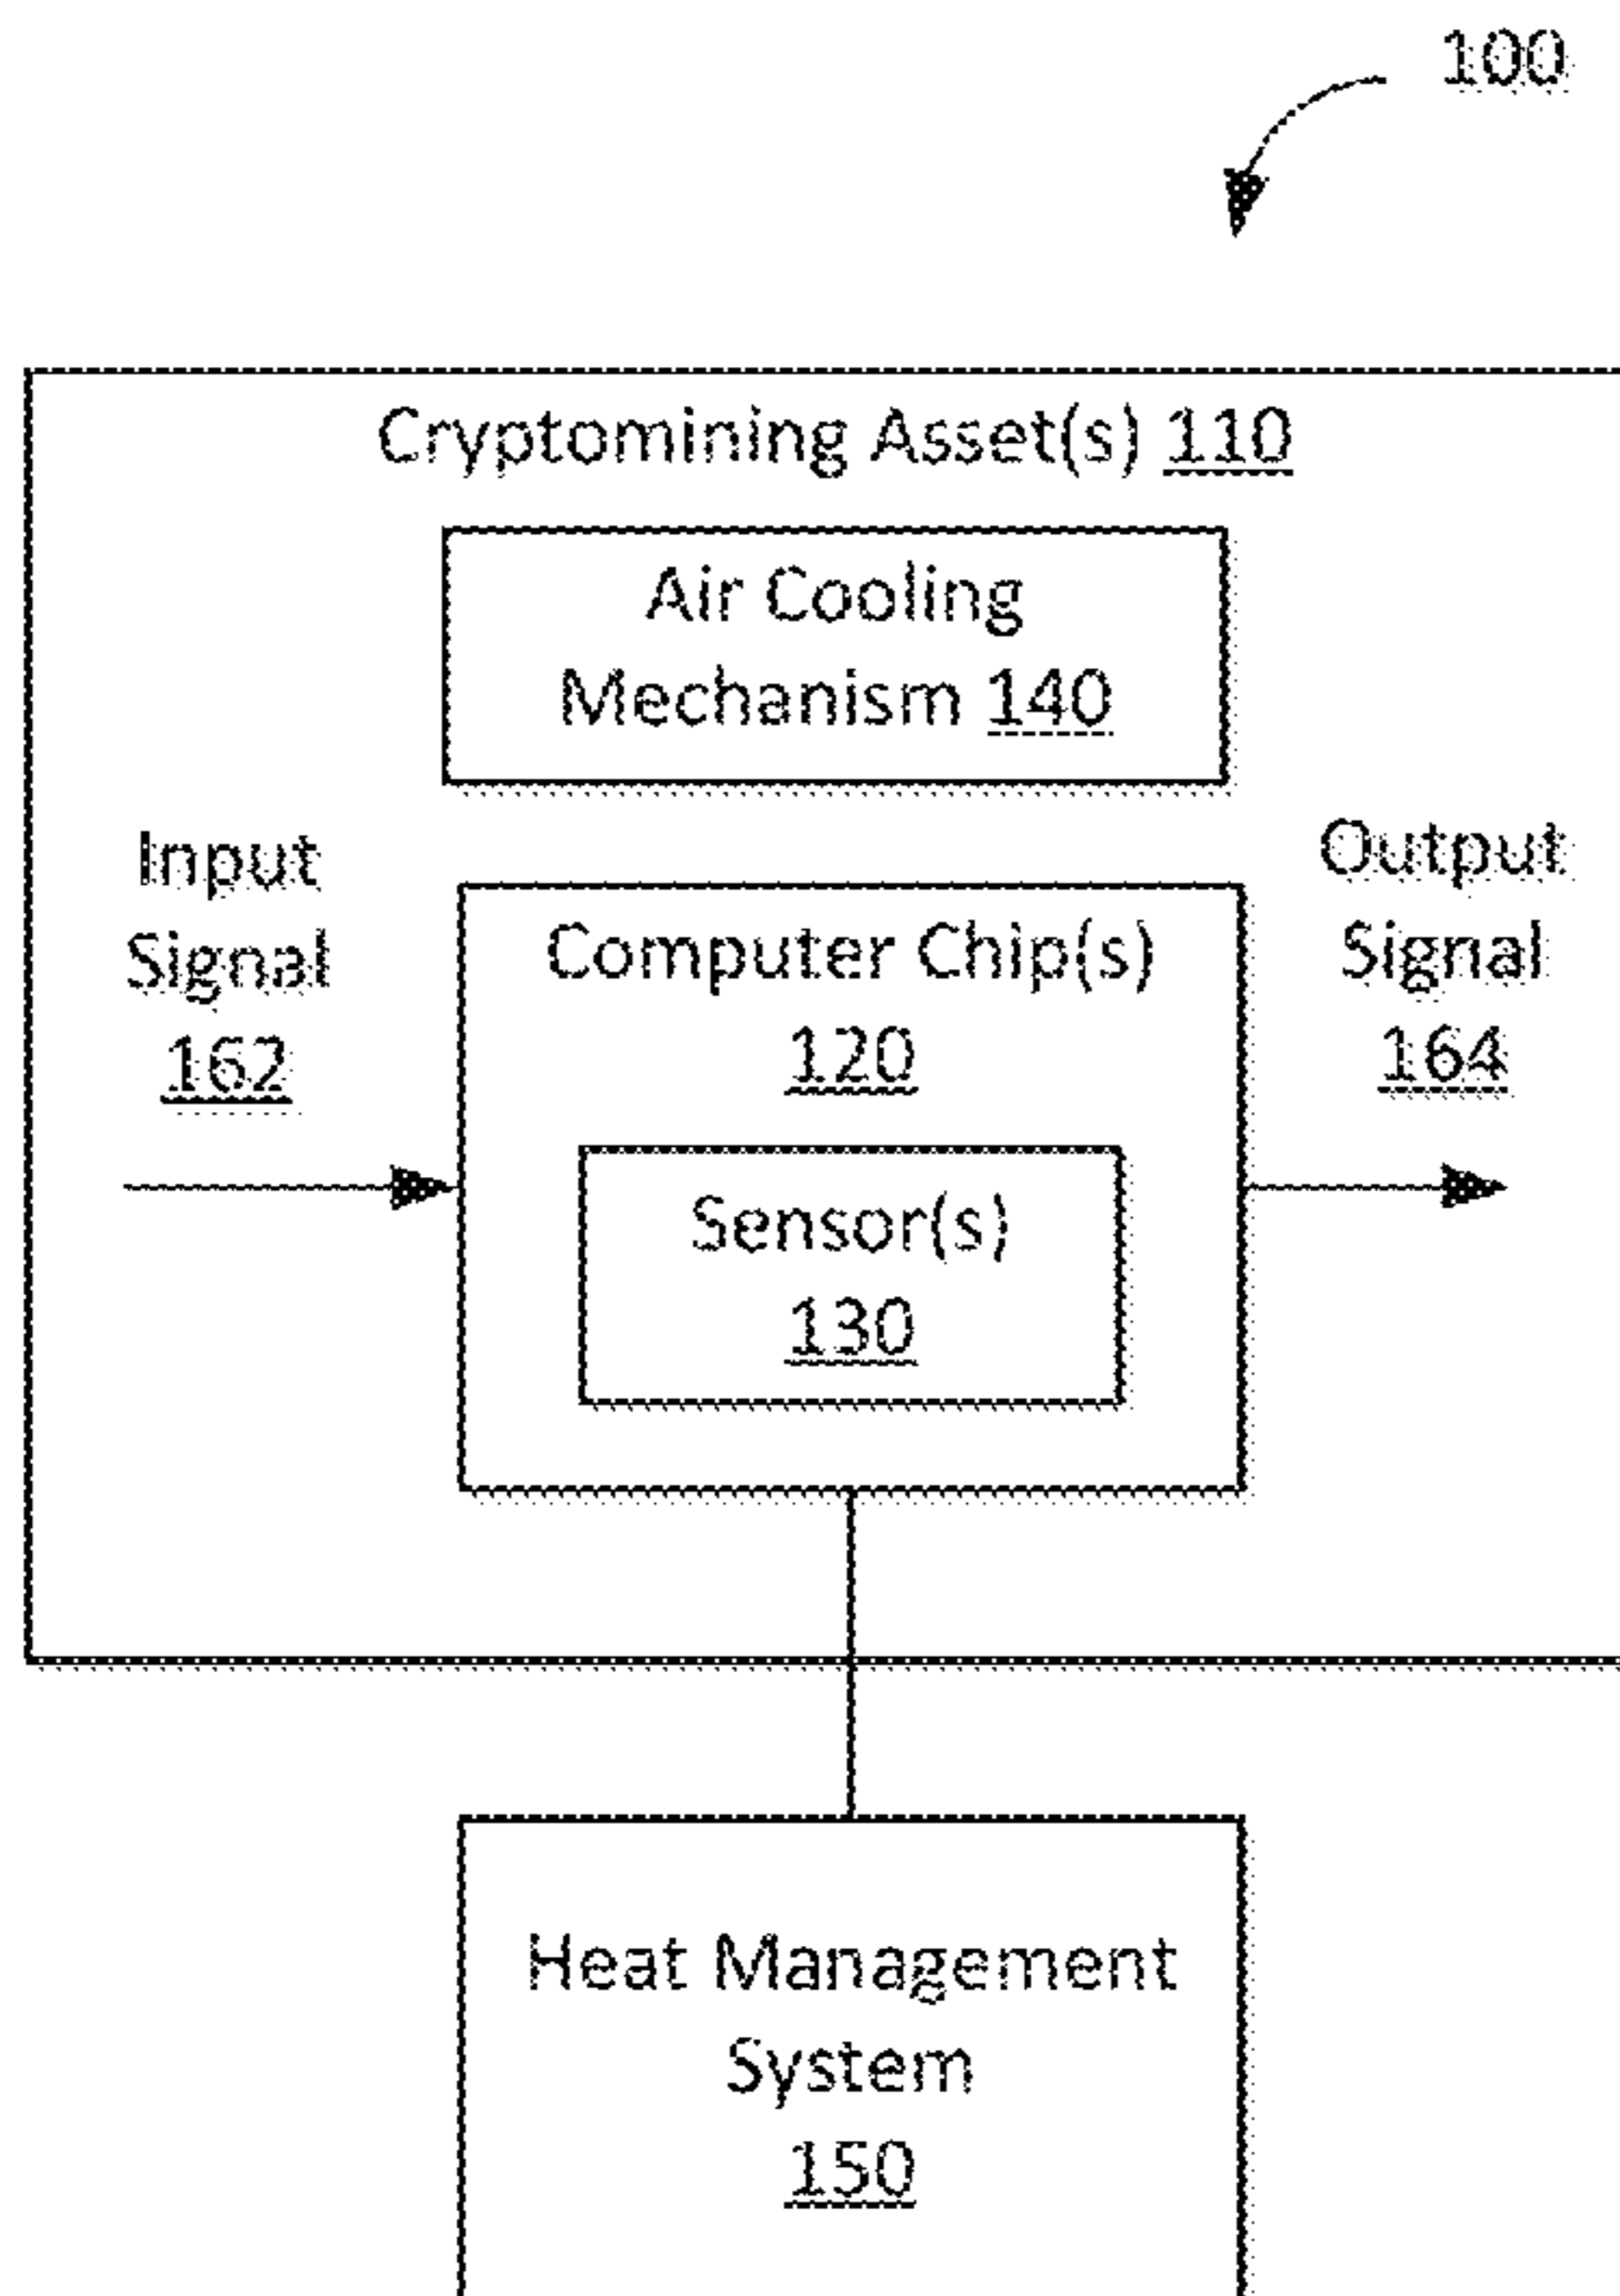 100
Cryptomining Asset(s) 110
Air Cooling
Mechanism 140
Input
Signal
162
Computer Chip(s)
120
Sensor(s)
130
Output
Signal
164
Heat Management
System
150